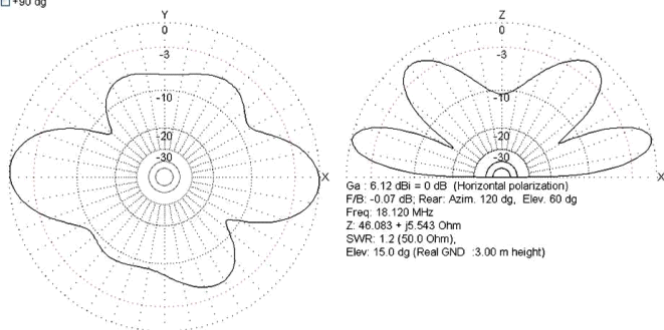 +90 dg
Y
0
-3
-10
-20
-30
X
Z
0
-3
-10
-20
-30
X
Ga : 6.12 dBi = 0 dB (Horizontal polarization)
F/B: -0.07 dB; Rear: Azim. 120 dg, Elev. 60 dg
Freq: 18.120 MHz
Z: 46.083 + j5.543 Ohm
SWR: 1.2 (50.0 Ohm),
Elev: 15.0 dg (Real GND :3.00 m height)